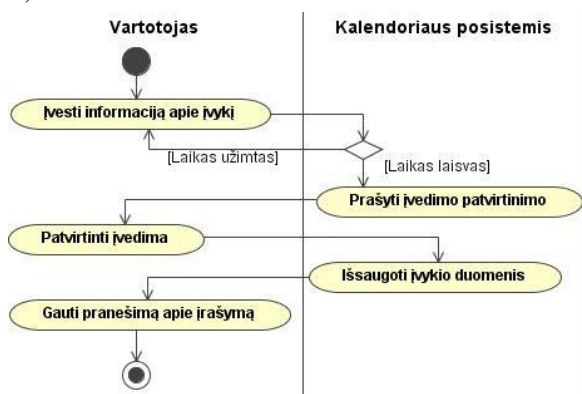 Vartotojas
Kalendoriaus posistemis
Įvesti informaciją apie įvykį
[Laikas užimtas]
[Laikas laisvas]
Prašyti įvedimo patvirtinimo
Patvirtinti įvedima
Išsaugoti įvykio duomenis
Gauti pranešimą apie įrašymą